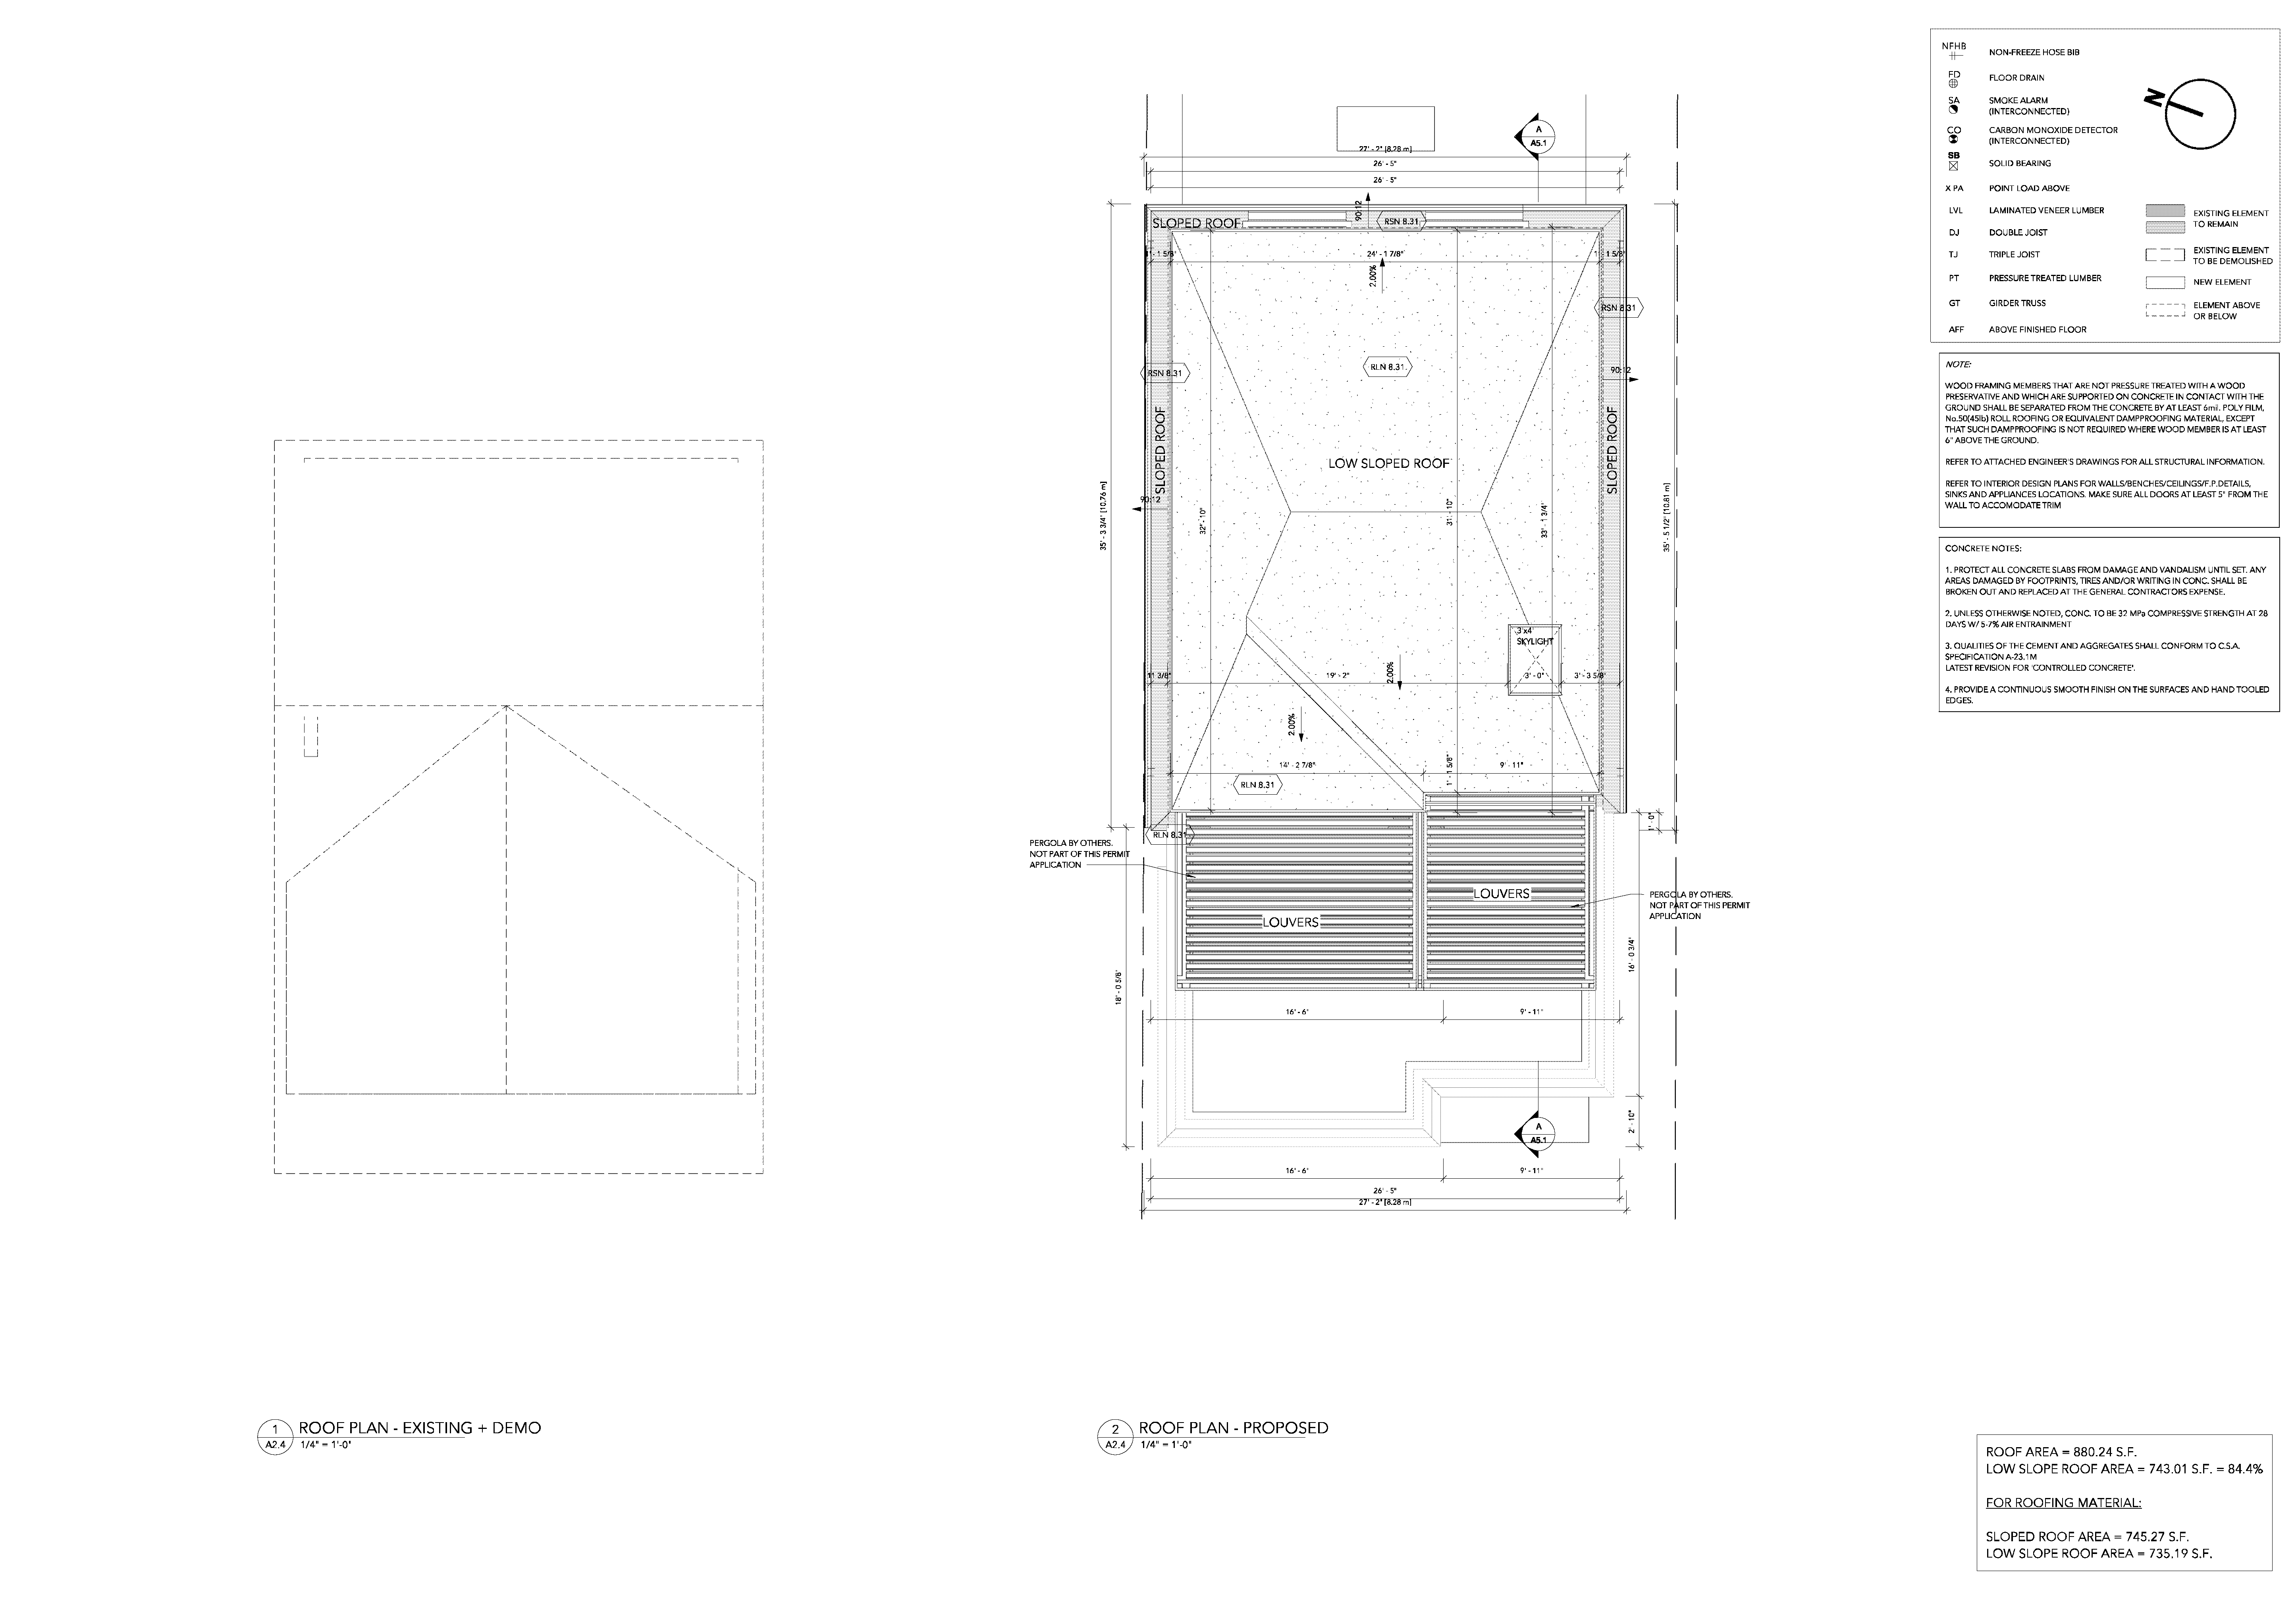 27' - 2" [8.28 m]
26' - 5"
26' - 5"
A
A5.1
SLOPED ROOF
90:12
RSN 8.31
1' - 1 5/8"
24' - 1 7/8"
1' - 1 5/8"
2.00%
RSN 8.31
RLN 8.31
RSN 8.31
90:12
SLOPED ROOF
SLOPED ROOF
LOW SLOPED ROOF
90:12
35' - 3 3/4" [10.76 m]
32' - 10"
31' - 10"
33' - 1 3/4"
35' - 5 1/2" [10.81 m]
3'x4'
SKYLIGHT
11 3/8"
19' - 2"
2.00%
3' - 0"
3' - 3 5/8"
2.00%
14' - 2 7/8"
1' - 1 5/8"
9' - 11"
RLN 8.31
RLN 8.31
1' - 0"
PERGOLA BY OTHERS.
NOT PART OF THIS PERMIT
APPLICATION
LOUVERS
LOUVERS
PERGOLA BY OTHERS.
NOT PART OF THIS PERMIT
APPLICATION
18' - 0 5/8"
16' - 0 3/4"
16' - 6"
9' - 11"
2' - 10"
A
A5.1
16' - 6"
9' - 11"
26' - 5"
27' - 2" [8.28 m]
1
A2.4
ROOF PLAN - EXISTING + DEMO
1/4" = 1'-0"
2
A2.4
ROOF PLAN - PROPOSED
1/4" = 1'-0"
NFHB
NON-FREEZE HOSE BIB
FD
FLOOR DRAIN
SA
SMOKE ALARM
(INTERCONNECTED)
CO
CARBON MONOXIDE DETECTOR
(INTERCONNECTED)
SB
SOLID BEARING
X PA
POINT LOAD ABOVE
LVL
LAMINATED VENEER LUMBER
DJ
DOUBLE JOIST
TJ
TRIPLE JOIST
PT
PRESSURE TREATED LUMBER
GT
GIRDER TRUSS
AFF
ABOVE FINISHED FLOOR
N
EXISTING ELEMENT
TO REMAIN
EXISTING ELEMENT
TO BE DEMOLISHED
NEW ELEMENT
ELEMENT ABOVE
OR BELOW
NOTE:
WOOD FRAMING MEMBERS THAT ARE NOT PRESSURE TREATED WITH A WOOD
PRESERVATIVE AND WHICH ARE SUPPORTED ON CONCRETE IN CONTACT WITH THE
GROUND SHALL BE SEPARATED FROM THE CONCRETE BY AT LEAST 6mil. POLY FILM,
No.50(45lb) ROLL ROOFING OR EQUIVALENT DAMPPROOFING MATERIAL, EXCEPT
THAT SUCH DAMPPROOFING IS NOT REQUIRED WHERE WOOD MEMBER IS AT LEAST
6" ABOVE THE GROUND.
REFER TO ATTACHED ENGINEER'S DRAWINGS FOR ALL STRUCTURAL INFORMATION.
REFER TO INTERIOR DESIGN PLANS FOR WALLS/BENCHES/CEILINGS/F.P.DETAILS,
SINKS AND APPLIANCES LOCATIONS. MAKE SURE ALL DOORS AT LEAST 5" FROM THE
WALL TO ACCOMODATE TRIM
CONCRETE NOTES:
1. PROTECT ALL CONCRETE SLABS FROM DAMAGE AND VANDALISM UNTIL SET. ANY
AREAS DAMAGED BY FOOTPRINTS, TIRES AND/OR WRITING IN CONC. SHALL BE
BROKEN OUT AND REPLACED AT THE GENERAL CONTRACTORS EXPENSE.
2. UNLESS OTHERWISE NOTED, CONC. TO BE 32 MPa COMPRESSIVE STRENGTH AT 28
DAYS W/ 5-7% AIR ENTRAINMENT
3. QUALITIES OF THE CEMENT AND AGGREGATES SHALL CONFORM TO C.S.A.
SPECIFICATION A-23.1M
LATEST REVISION FOR 'CONTROLLED CONCRETE'.
4. PROVIDE A CONTINUOUS SMOOTH FINISH ON THE SURFACES AND HAND TOOLED
EDGES.
ROOF AREA = 880.24 S.F.
LOW SLOPE ROOF AREA = 743.01 S.F. = 84.4%
FOR ROOFING MATERIAL:
SLOPED ROOF AREA = 745.27 S.F.
LOW SLOPE ROOF AREA = 735.19 S.F.